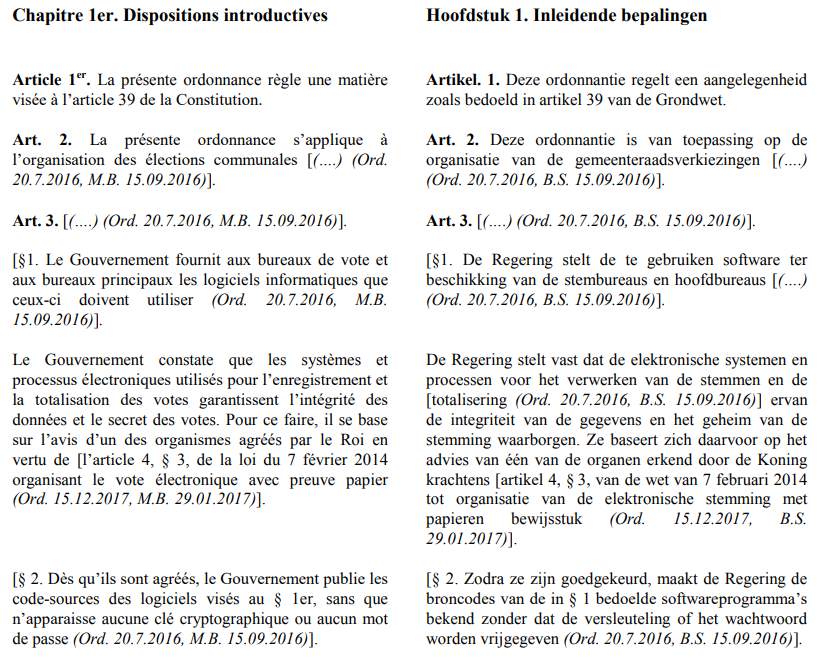 Chapitre 1er. Dispositions introductives
Article 1er. La présente ordonnance règle une matière
visée à l’article 39 de la Constitution.
Art. 2. La présente ordonnance s’applique à
l’organisation des élections communales [(....) (Ord.
20.7.2016, M.B. 15.09.2016)].
Art. 3. [(....) (Ord. 20.7.2016, M.B. 15.09.2016)].
[§1. Le Gouvernement fournit aux bureaux de vote et
aux bureaux principaux les logiciels informatiques que
ceux-ci doivent utiliser (Ord. 20.7.2016, M.B.
15.09.2016)].
Le Gouvernement constate que les systèmes et
processus électroniques utilisés pour l’enregistrement et
la totalisation des votes garantissent l’intégrité des
données et le secret des votes. Pour ce faire, il se base
sur l’avis d’un des organismes agréés par le Roi en
vertu de [l’article 4, § 3, de la loi du 7 février 2014
organisant le vote électronique avec preuve papier
(Ord. 15.12.2017, M.B. 29.01.2017)].
[§ 2. Dès qu’ils sont agréés, le Gouvernement publie les
code-sources des logiciels visés au § 1er, sans que
n’apparaisse aucune clé cryptographique ou aucun mot
de passe (Ord. 20.7.2016, M.B. 15.09.2016)].
Hoofdstuk 1. Inleidende bepalingen
Artikel. 1. Deze ordonnantie regelt een aangelegenheid
zoals bedoeld in artikel 39 van de Grondwet.
Art. 2. Deze ordonnantie is van toepassing op de
organisatie van de gemeenteraadsverkiezingen [(....)
(Ord. 20.7.2016, B.S. 15.09.2016)].
Art. 3. [(....) (Ord. 20.7.2016, B.S. 15.09.2016)].
[§1. De Regering stelt de te gebruiken software ter
beschikking van de stembureaus en hoofdbureaus [(....)
(Ord. 20.7.2016, B.S. 15.09.2016)].
De Regering stelt vast dat de elektronische systemen en
processen voor het verwerken van de stemmen en de
[totalisering (Ord. 20.7.2016, B.S. 15.09.2016)] ervan
de integriteit van de gegevens en het geheim van de
stemming waarborgen. Ze baseert zich daarvoor op het
advies van één van de organen erkend door de Koning
krachtens [artikel 4, § 3, van de wet van 7 februari 2014
tot organisatie van de elektronische stemming met
papieren bewijsstuk (Ord. 15.12.2017, B.S.
29.01.2017)].
[§ 2. Zodra ze zijn goedgekeurd, maakt de Regering de
broncodes van de in § 1 bedoelde softwareprogramma’s
bekend zonder dat de versleuteling of het wachtwoord
worden vrijgegeven (Ord. 20.7.2016, B.S. 15.09.2016)].